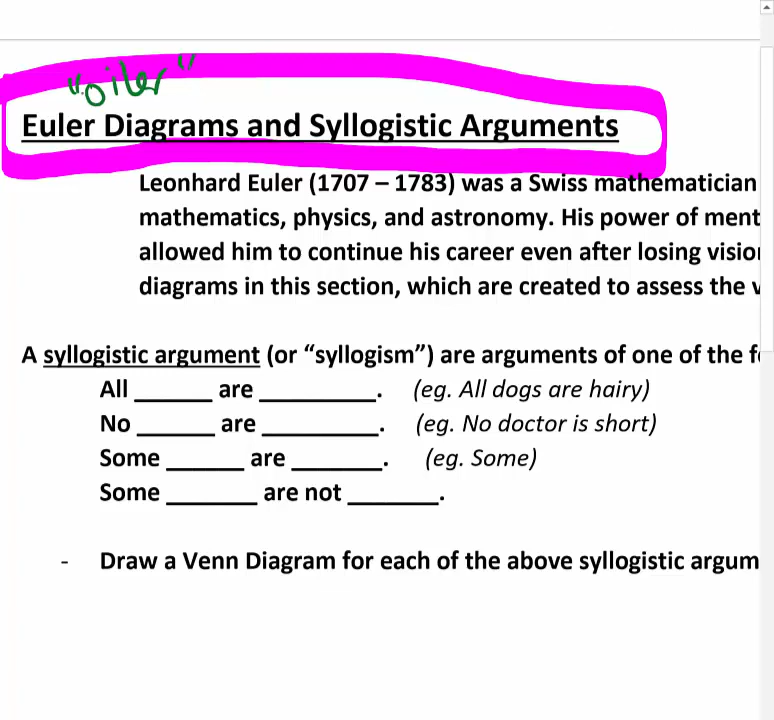 "oiler"
Euler Diagrams and Syllogistic Arguments
Leonhard Euler (1707 – 1783) was a Swiss mathematician
mathematics, physics, and astronomy. His power of ment
allowed him to continue his career even after losing visio
diagrams in this section, which are created to assess the
A syllogistic argument (or “syllogism”) are arguments of one of the f
All ______ are _________. (eg. All dogs are hairy)
No ______ are _________. (eg. No doctor is short)
Some ______ are _______. (eg. Some)
Some _______ are not _______.
- Draw a Venn Diagram for each of the above syllogistic argum